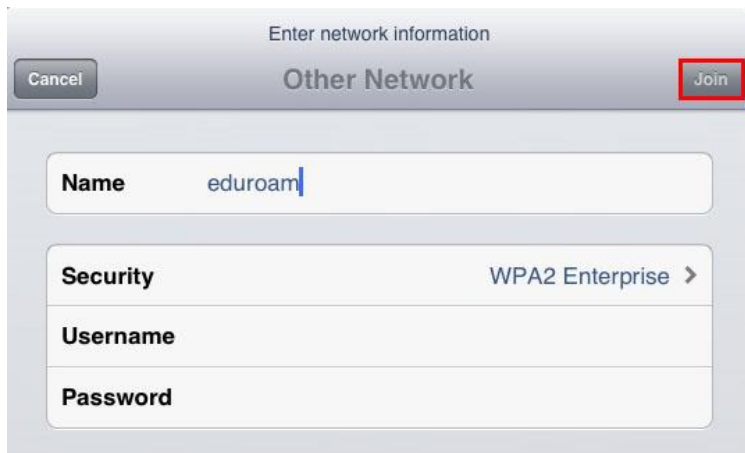 Enter network information
Cancel Other Network Join
Name eduroam
Security WPA2 Enterprise >
Username
Password